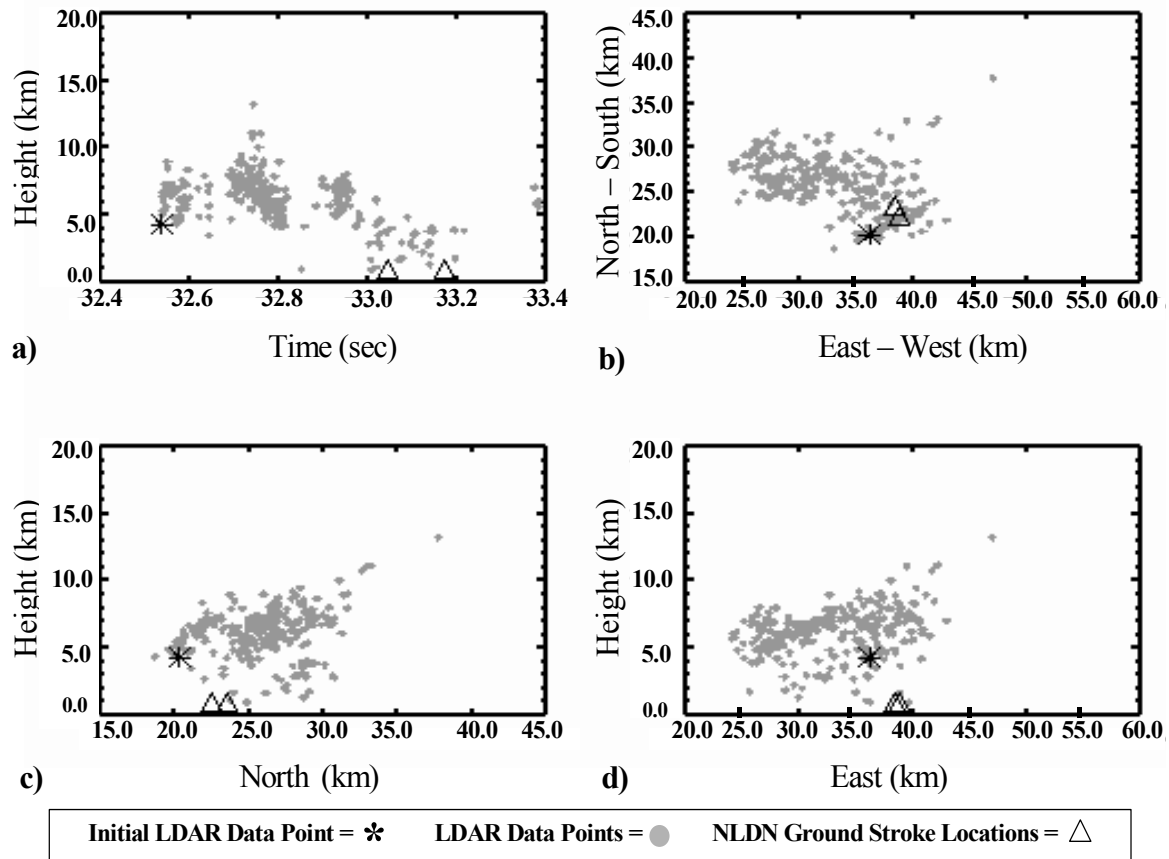 20.0
15.0
10.0
5.0
0.0
Height (km)
32.4 32.6 32.8 33.0 33.2 33.4
Time (sec)
a)
45.0
40.0
35.0
30.0
25.0
20.0
15.0
North – South (km)
20.0 25.0 30.0 35.0 40.0 45.0 50.0 55.0 60.0
East – West (km)
b)
20.0
15.0
10.0
5.0
0.0
Height (km)
15.0 20.0 25.0 30.0 35.0 40.0 45.0
North (km)
c)
20.0
15.0
10.0
5.0
0.0
Height (km)
20.0 25.0 30.0 35.0 40.0 45.0 50.0 55.0 60.0
East (km)
d)
Initial LDAR Data Point = * LDAR Data Points = ● NLDN Ground Stroke Locations = △